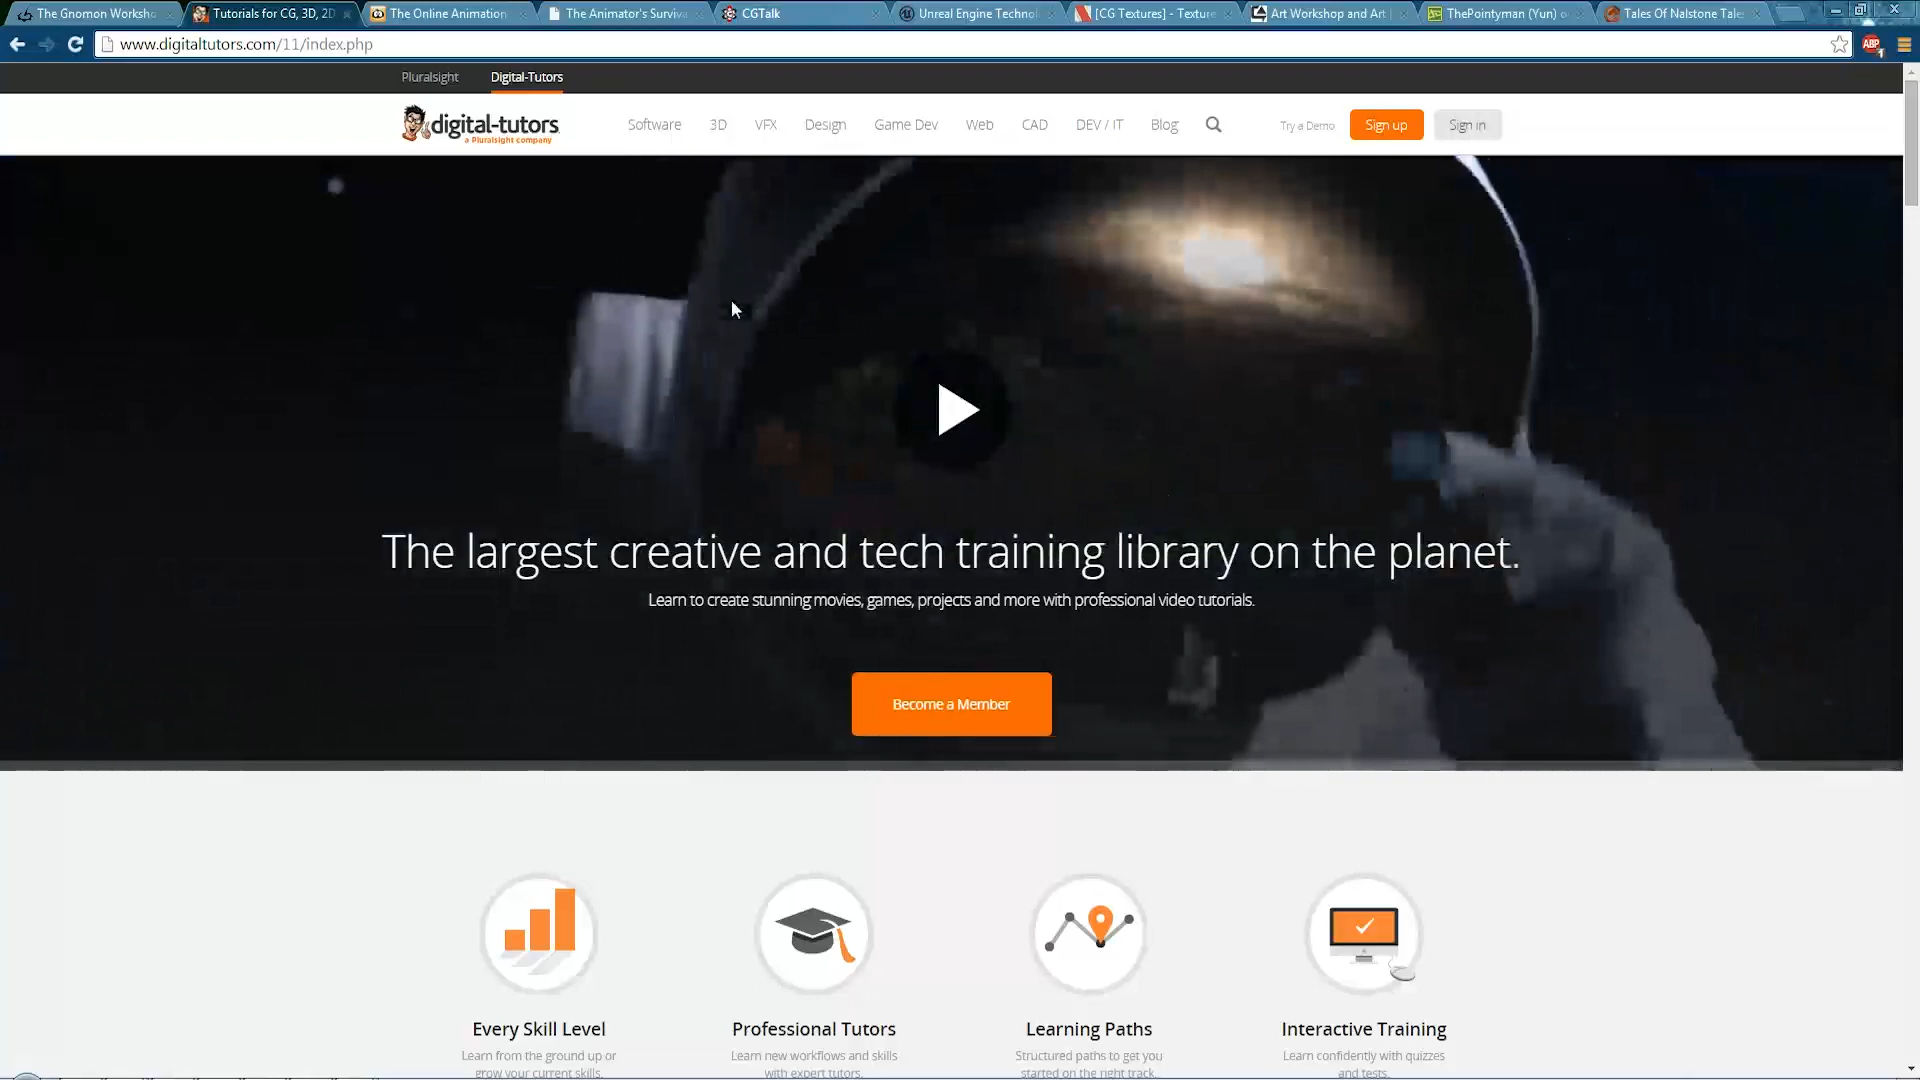 The Gnomon Worksho
Tutorials for CG, 3D, 2D
The Online Animation
The Animator's Surviva
CGTalk
Unreal Engine Technol
[CG Textures] - Texture
Art Workshop and Art
ThePointyman (Yun) o
Tales Of Nalstone Tale
www.digitaltutors.com/11/index.php
ABP
1
Pluralsight
Digital-Tutors
digital-tutors
a Pluralsight company
Software
3D
VFX
Design
Game Dev
Web
CAD
DEV / IT
Blog
Try a Demo
Sign up
Sign in
The largest creative and tech training library on the planet.
Learn to create stunning movies, games, projects and more with professional video tutorials.
Become a Member
Every Skill Level
Learn from the ground up or
grow your current skills.
Professional Tutors
Learn new workflows and skills
with expert tutors.
Learning Paths
Structured paths to get you
started on the right track.
Interactive Training
Learn confidently with quizzes
and tests.